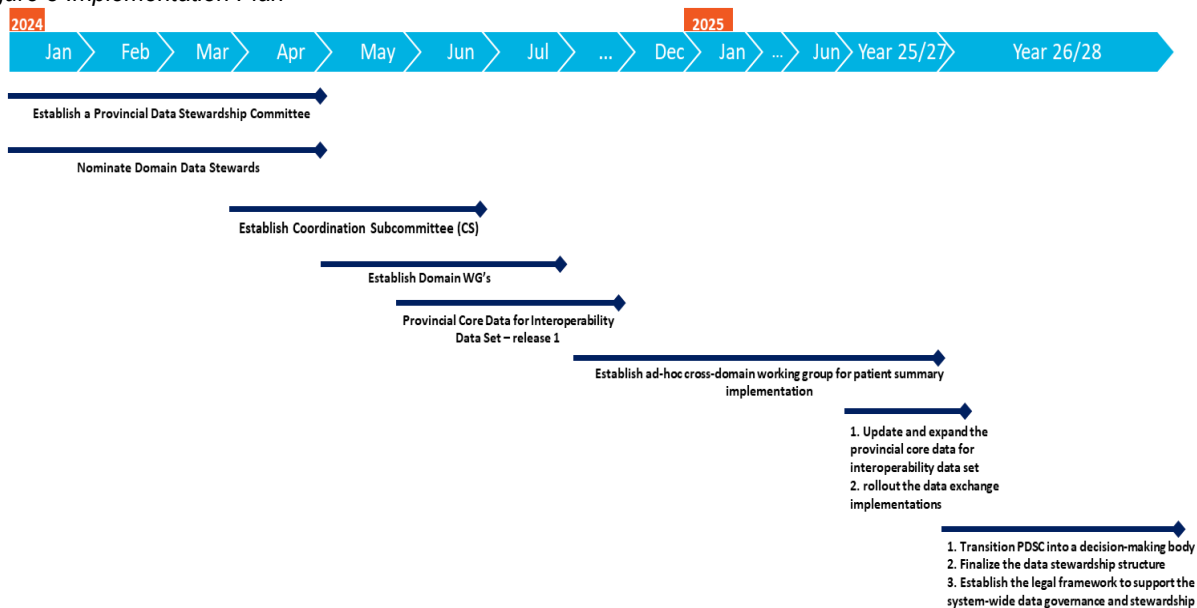 Implementation Plan
2024
2025
Jan
Feb
Mar
Apr
May
Jun
Jul
...
Dec
Jan
...
Jun
Year 25/27
Year 26/28
Establish a Provincial Data Stewardship Committee
Nominate Domain Data Stewards
Establish Coordination Subcommittee (CS)
Establish Domain WG's
Provincial Core Data for Interoperability
Data Set – release 1
Establish ad-hoc cross-domain working group for patient summary
implementation
1. Update and expand the
provincial core data for
interoperability data set
2. rollout the data exchange
implementations
1. Transition PDSC into a decision-making body
2. Finalize the data stewardship structure
3. Establish the legal framework to support the
system-wide data governance and stewardship